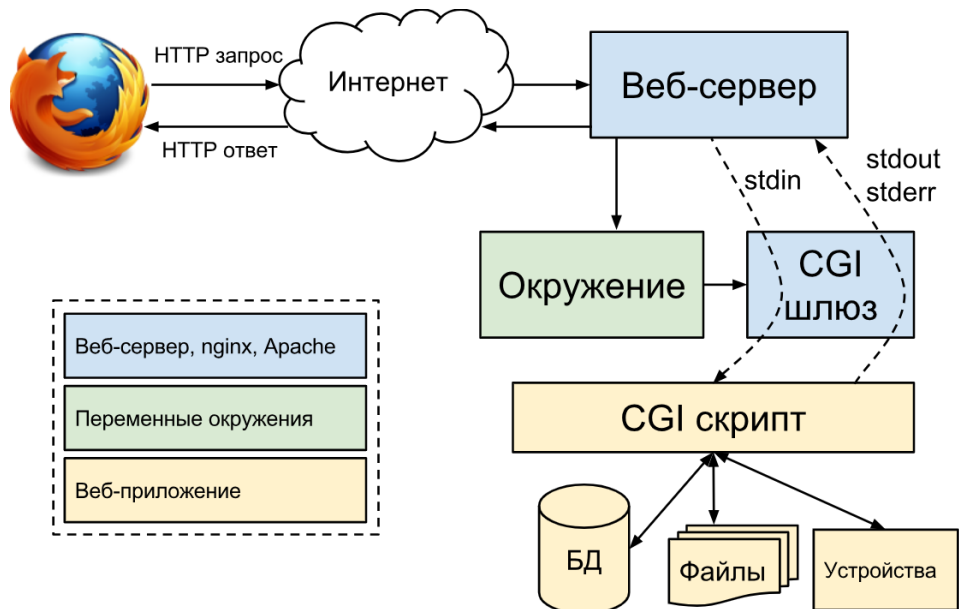 HTTP запрос
Интернет
Веб-сервер
HTTP ответ
stdin
stdout
stderr
Окружение
CGI
шлюз
Веб-сервер, nginx, Apache
Переменные окружения
Веб-приложение
CGI скрипт
БД
Файлы
Устройства